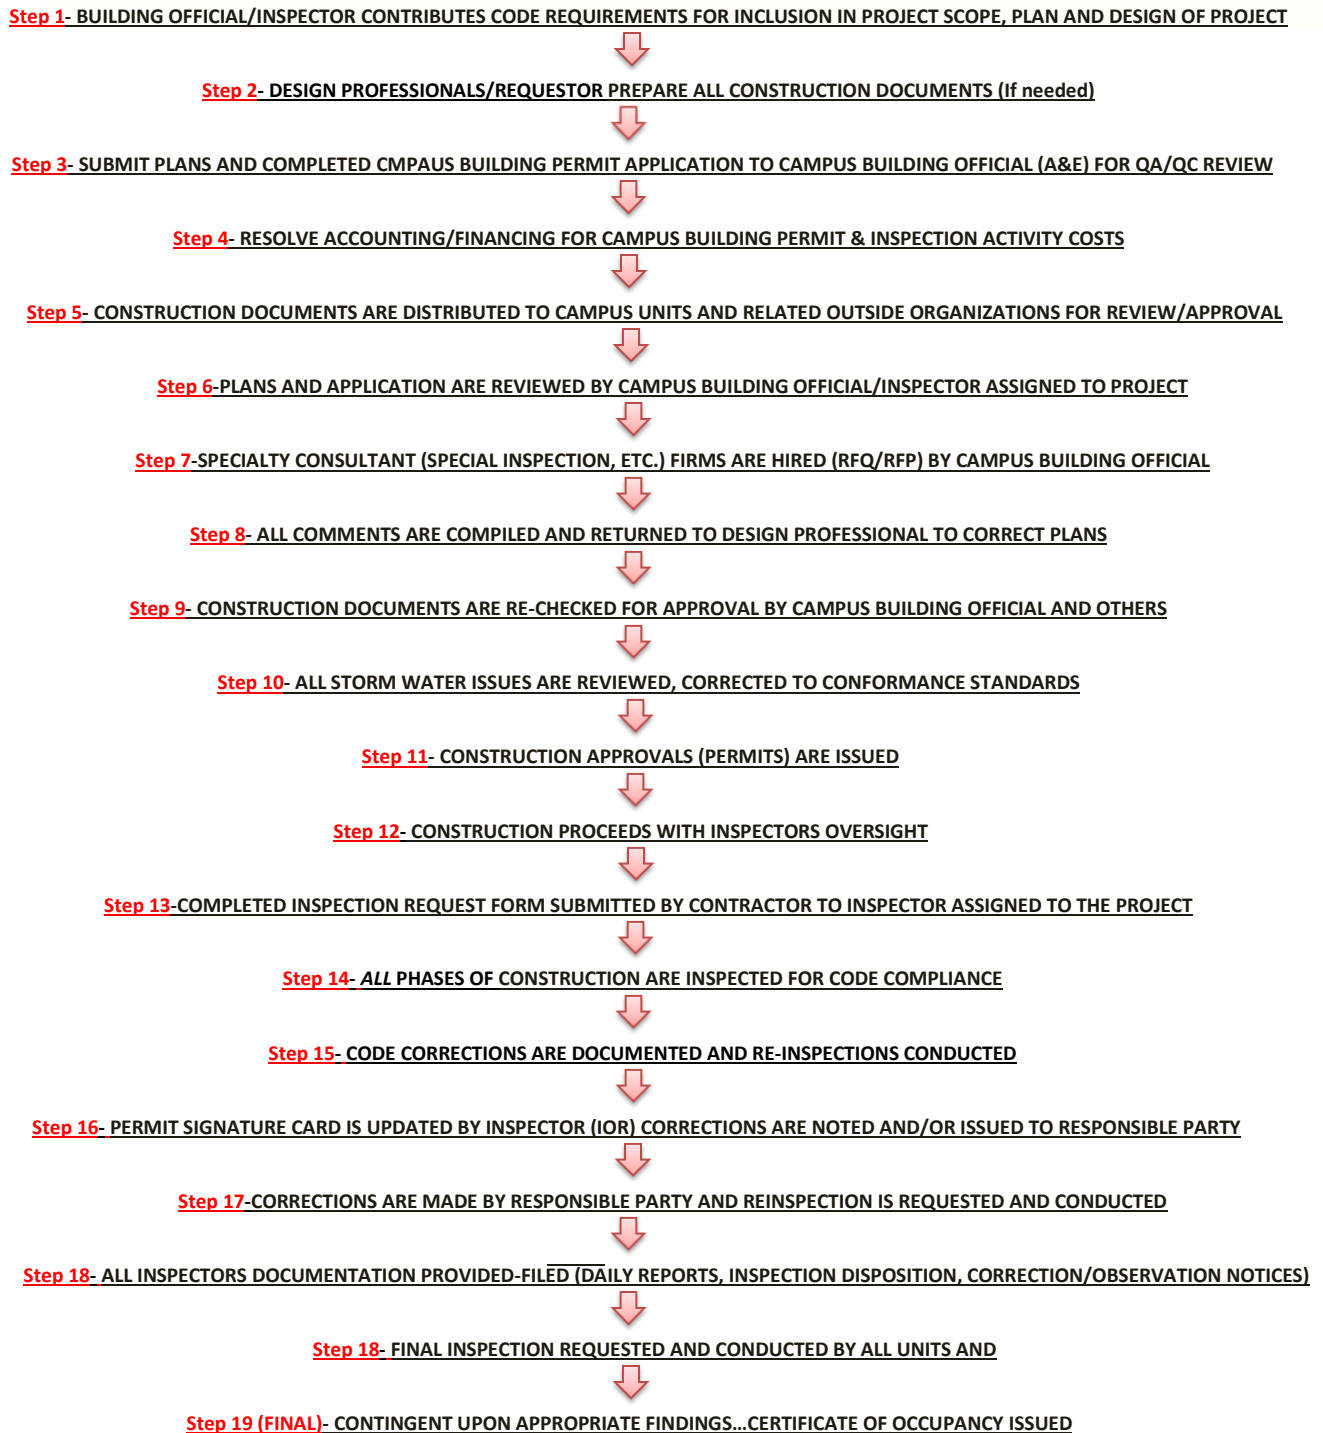 Step 1- BUILDING OFFICIAL/INSPECTOR CONTRIBUTES CODE REQUIREMENTS FOR INCLUSION IN PROJECT SCOPE, PLAN AND DESIGN OF PROJECT
Step 2- DESIGN PROFESSIONALS/REQUESTOR PREPARE ALL CONSTRUCTION DOCUMENTS (If needed)
Step 3- SUBMIT PLANS AND COMPLETED CMPAUS BUILDING PERMIT APPLICATION TO CAMPUS BUILDING OFFICIAL (A&E) FOR QA/QC REVIEW
Step 4- RESOLVE ACCOUNTING/FINANCING FOR CAMPUS BUILDING PERMIT & INSPECTION ACTIVITY COSTS
Step 5- CONSTRUCTION DOCUMENTS ARE DISTRIBUTED TO CAMPUS UNITS AND RELATED OUTSIDE ORGANIZATIONS FOR REVIEW/APPROVAL
Step 6-PLANS AND APPLICATION ARE REVIEWED BY CAMPUS BUILDING OFFICIAL/INSPECTOR ASSIGNED TO PROJECT
Step 7-SPECIALTY CONSULTANT (SPECIAL INSPECTION, ETC.) FIRMS ARE HIRED (RFQ/RFP) BY CAMPUS BUILDING OFFICIAL
Step 8- ALL COMMENTS ARE COMPILED AND RETURNED TO DESIGN PROFESSIONAL TO CORRECT PLANS
Step 9- CONSTRUCTION DOCUMENTS ARE RE-CHECKED FOR APPROVAL BY CAMPUS BUILDING OFFICIAL AND OTHERS
Step 10- ALL STORM WATER ISSUES ARE REVIEWED, CORRECTED TO CONFORMANCE STANDARDS
Step 11- CONSTRUCTION APPROVALS (PERMITS) ARE ISSUED
Step 12- CONSTRUCTION PROCEEDS WITH INSPECTORS OVERSIGHT
Step 13-COMPLETED INSPECTION REQUEST FORM SUBMITTED BY CONTRACTOR TO INSPECTOR ASSIGNED TO THE PROJECT
Step 14- ALL PHASES OF CONSTRUCTION ARE INSPECTED FOR CODE COMPLIANCE
Step 15- CODE CORRECTIONS ARE DOCUMENTED AND RE-INSPECTIONS CONDUCTED
Step 16- PERMIT SIGNATURE CARD IS UPDATED BY INSPECTOR (IOR) CORRECTIONS ARE NOTED AND/OR ISSUED TO RESPONSIBLE PARTY
Step 17-CORRECTIONS ARE MADE BY RESPONSIBLE PARTY AND REINSPECTION IS REQUESTED AND CONDUCTED
Step 18- ALL INSPECTORS DOCUMENTATION PROVIDED-FILED (DAILY REPORTS, INSPECTION DISPOSITION, CORRECTION/OBSERVATION NOTICES)
Step 18- FINAL INSPECTION REQUESTED AND CONDUCTED BY ALL UNITS AND
Step 19 (FINAL)- CONTINGENT UPON APPROPRIATE FINDINGS...CERTIFICATE OF OCCUPANCY ISSUED